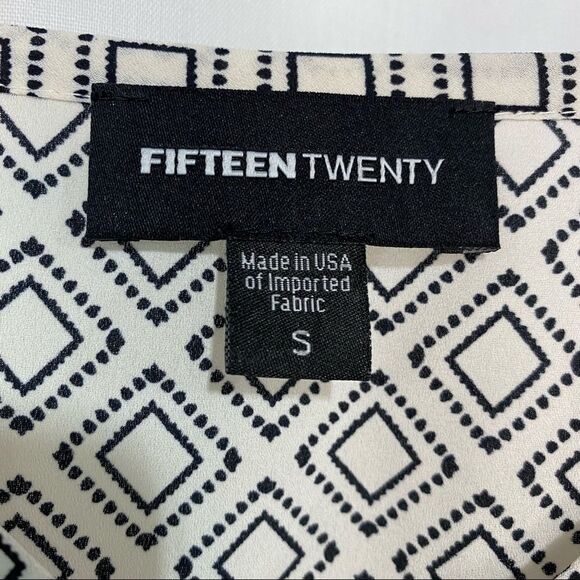 FIFTEEN TWENTY
Made in USA
of Imported
Fabric
S